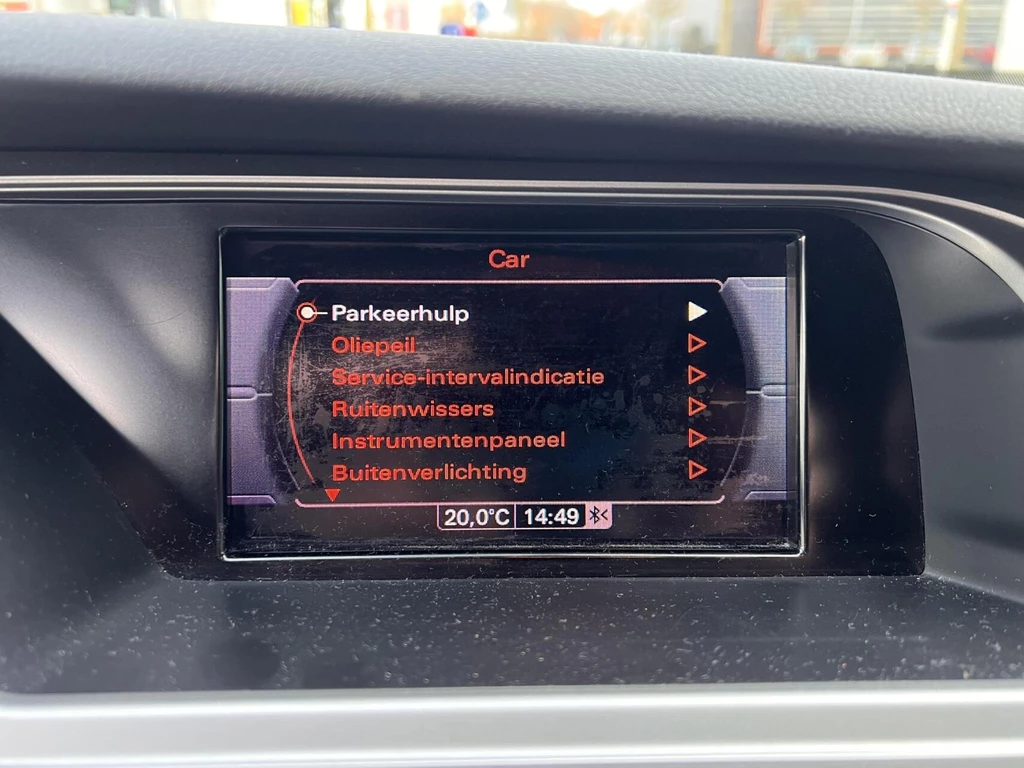 Car
Parkeerhulp
Oliepeil
Service-intervalindicatie
Ruitenwissers
Instrumentenpaneel
Buitenverlichting
20,0°C 14:49